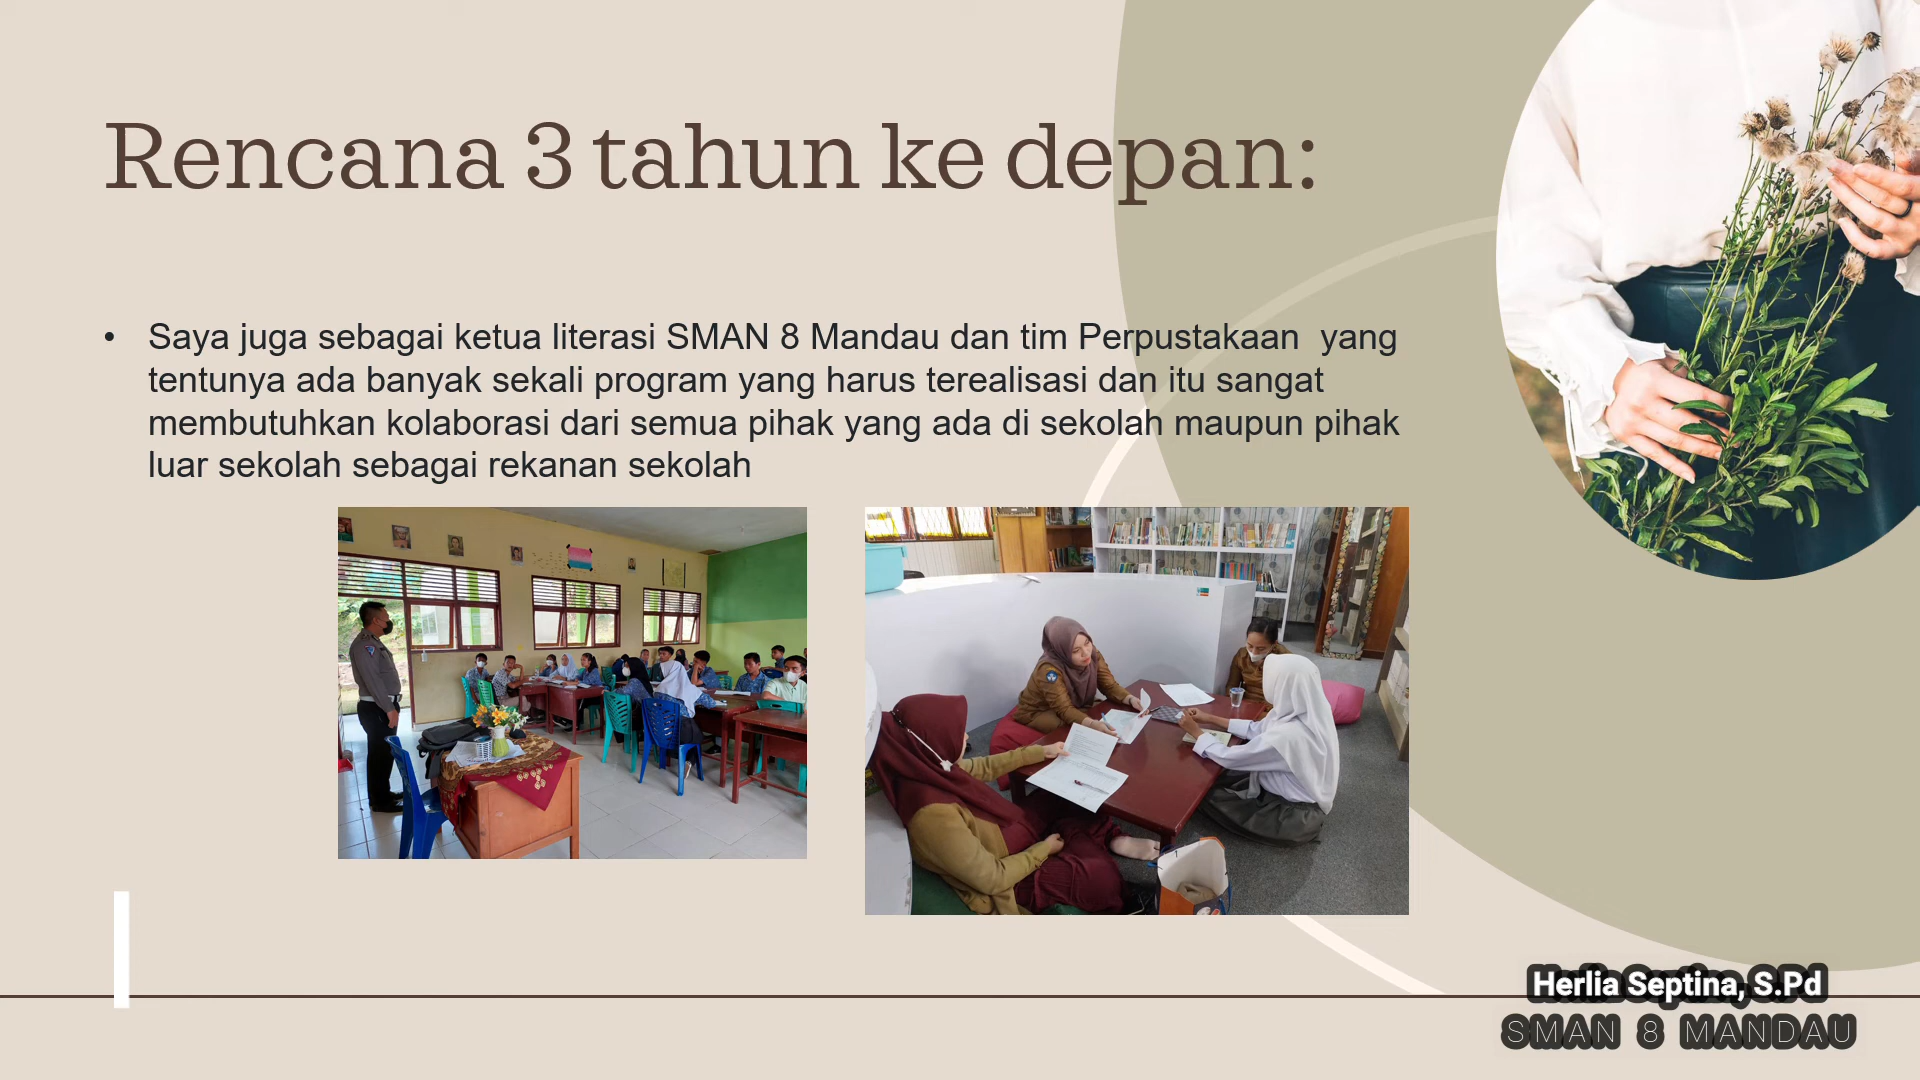 Rencana 3 tahun ke depan:
• Saya juga sebagai ketua literasi SMAN 8 Mandau dan tim Perpustakaan  yang
tentunya ada banyak sekali program yang harus terealisasi dan itu sangat
membutuhkan kolaborasi dari semua pihak yang ada di sekolah maupun pihak
luar sekolah sebagai rekanan sekolah
Herlia Septina, S.Pd
SMAN 8 MANDAU